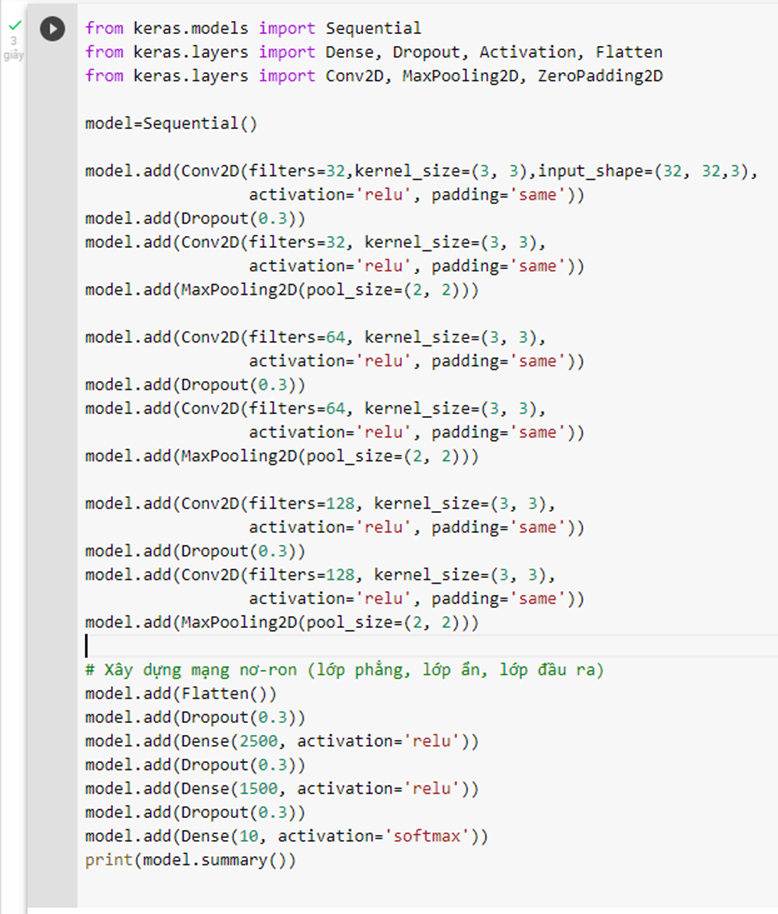 3
giây
from keras.models import Sequential
from keras.layers import Dense, Dropout, Activation, Flatten
from keras.layers import Conv2D, MaxPooling2D, ZeroPadding2D
model=Sequential()
model.add(Conv2D(filters=32,kernel_size=(3, 3),input_shape=(32, 32,3),
activation='relu', padding='same'))
model.add(Dropout(0.3))
model.add(Conv2D(filters=32, kernel_size=(3, 3),
activation='relu', padding='same'))
model.add(MaxPooling2D(pool_size=(2, 2)))
model.add(Conv2D(filters=64, kernel_size=(3, 3),
activation='relu', padding='same'))
model.add(Dropout(0.3))
model.add(Conv2D(filters=64, kernel_size=(3, 3),
activation='relu', padding='same'))
model.add(MaxPooling2D(pool_size=(2, 2)))
model.add(Conv2D(filters=128, kernel_size=(3, 3),
activation='relu', padding='same'))
model.add(Dropout(0.3))
model.add(Conv2D(filters=128, kernel_size=(3, 3),
activation='relu', padding='same'))
model.add(MaxPooling2D(pool_size=(2, 2)))
# Xây dựng mạng nơ-ron (lớp phẳng, lớp ẩn, lớp đầu ra)
model.add(Flatten())
model.add(Dropout(0.3))
model.add(Dense(2500, activation='relu'))
model.add(Dropout(0.3))
model.add(Dense(1500, activation='relu'))
model.add(Dropout(0.3))
model.add(Dense(10, activation='softmax'))
print(model.summary())